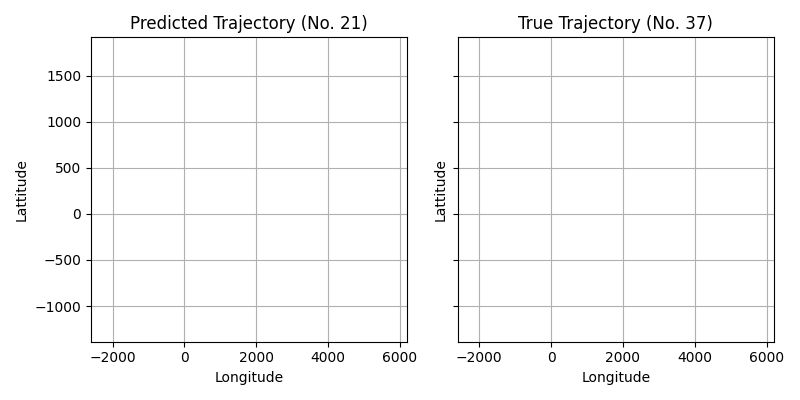 Predicted Trajectory (No. 21)
True Trajectory (No. 37)
1500
1000
500
0
−500
−1000
Lattitude
Lattitude
−2000 0 2000 4000 6000
−2000 0 2000 4000 6000
Longitude
Longitude